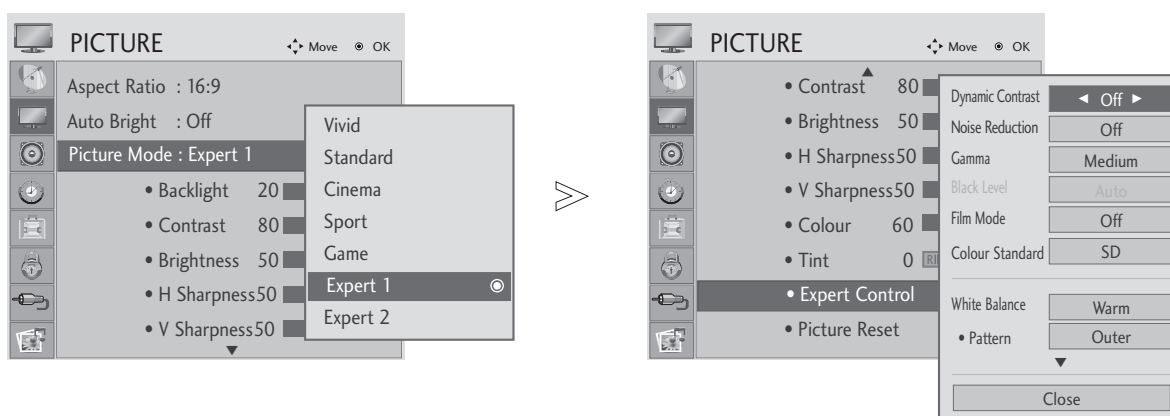 PICTURE
Move OK
Aspect Ratio : 16:9
Auto Bright : Off
Picture Mode : Expert 1
• Backlight 20
• Contrast 80
• Brightness 50
• H Sharpness50
• V Sharpness50
Vivid
Standard
Cinema
Sport
Game
Expert 1
Expert 2
PICTURE
Move OK
• Contrast 80
• Brightness 50
• H Sharpness50
• V Sharpness50
• Colour 60
• Tint 0
• Expert Control
• Picture Reset
Dynamic Contrast Off
Noise Reduction Off
Gamma Medium
Black Level Auto
Film Mode Off
Colour Standard SD
White Balance Warm
• Pattern Outer
Close